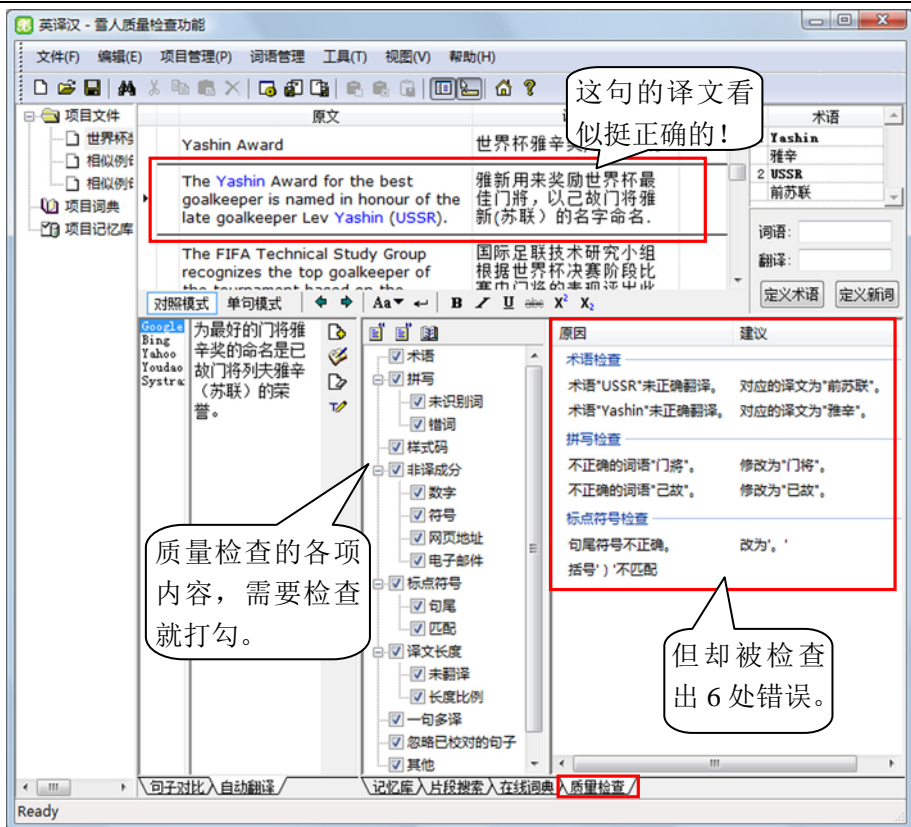 英译汉 - 雪人质量检查功能
文件(F) 编辑(E) 项目管理(P) 词语管理 工具(T) 视图(V) 帮助(H)
项目文件
世界杯
相似例
相似例
项目词典
项目记忆库
原文
Yashin Award
世界杯雅辛
The Yashin Award for the best
goalkeeper is named in honour of the
late goalkeeper Lev Yashin (USSR).
雅新用来奖励世界杯最
佳门將，以己故门将雅
新(苏联）的名字命名.
The FIFA Technical Study Group
recognizes the top goalkeeper of
the tournament based on the
国际足联技术研究小组
根据世界杯决赛阶段比
赛中门将的表现评出此
这句的译文看
似挺正确的！
术语
Yashin
雅辛
2 USSR
前苏联
词语:
翻译:
定义术语 定义新词
对照模式 单句模式 Aa B I U abc X² X₂
Google
Bing
Yahoo
Youdao
Systra
为最好的门将雅
辛奖的命名是已
故门将列夫雅辛
（苏联）的荣
誉。
术语
拼写
未识别词
错词
样式码
非译成分
数字
符号
网页地址
电子邮件
标点符号
句尾
匹配
译文长度
未翻译
长度比例
一句多译
忽略已校对的句子
其他
原因 建议
术语检查
术语"USSR"未正确翻译。 对应的译文为"前苏联"。
术语"Yashin"未正确翻译。 对应的译文为"雅辛"。
拼写检查
不正确的词语"门將"。 修改为"门将"。
不正确的词语"己故"。 修改为"已故"。
标点符号检查
句尾符号不正确。 改为'。'
括号'）'不匹配
质量检查的各项
内容，需要检查
就打勾。
但却被检查
出 6 处错误。
句子对比 自动翻译 记忆库 片段搜索 在线词典 质里检查
Ready